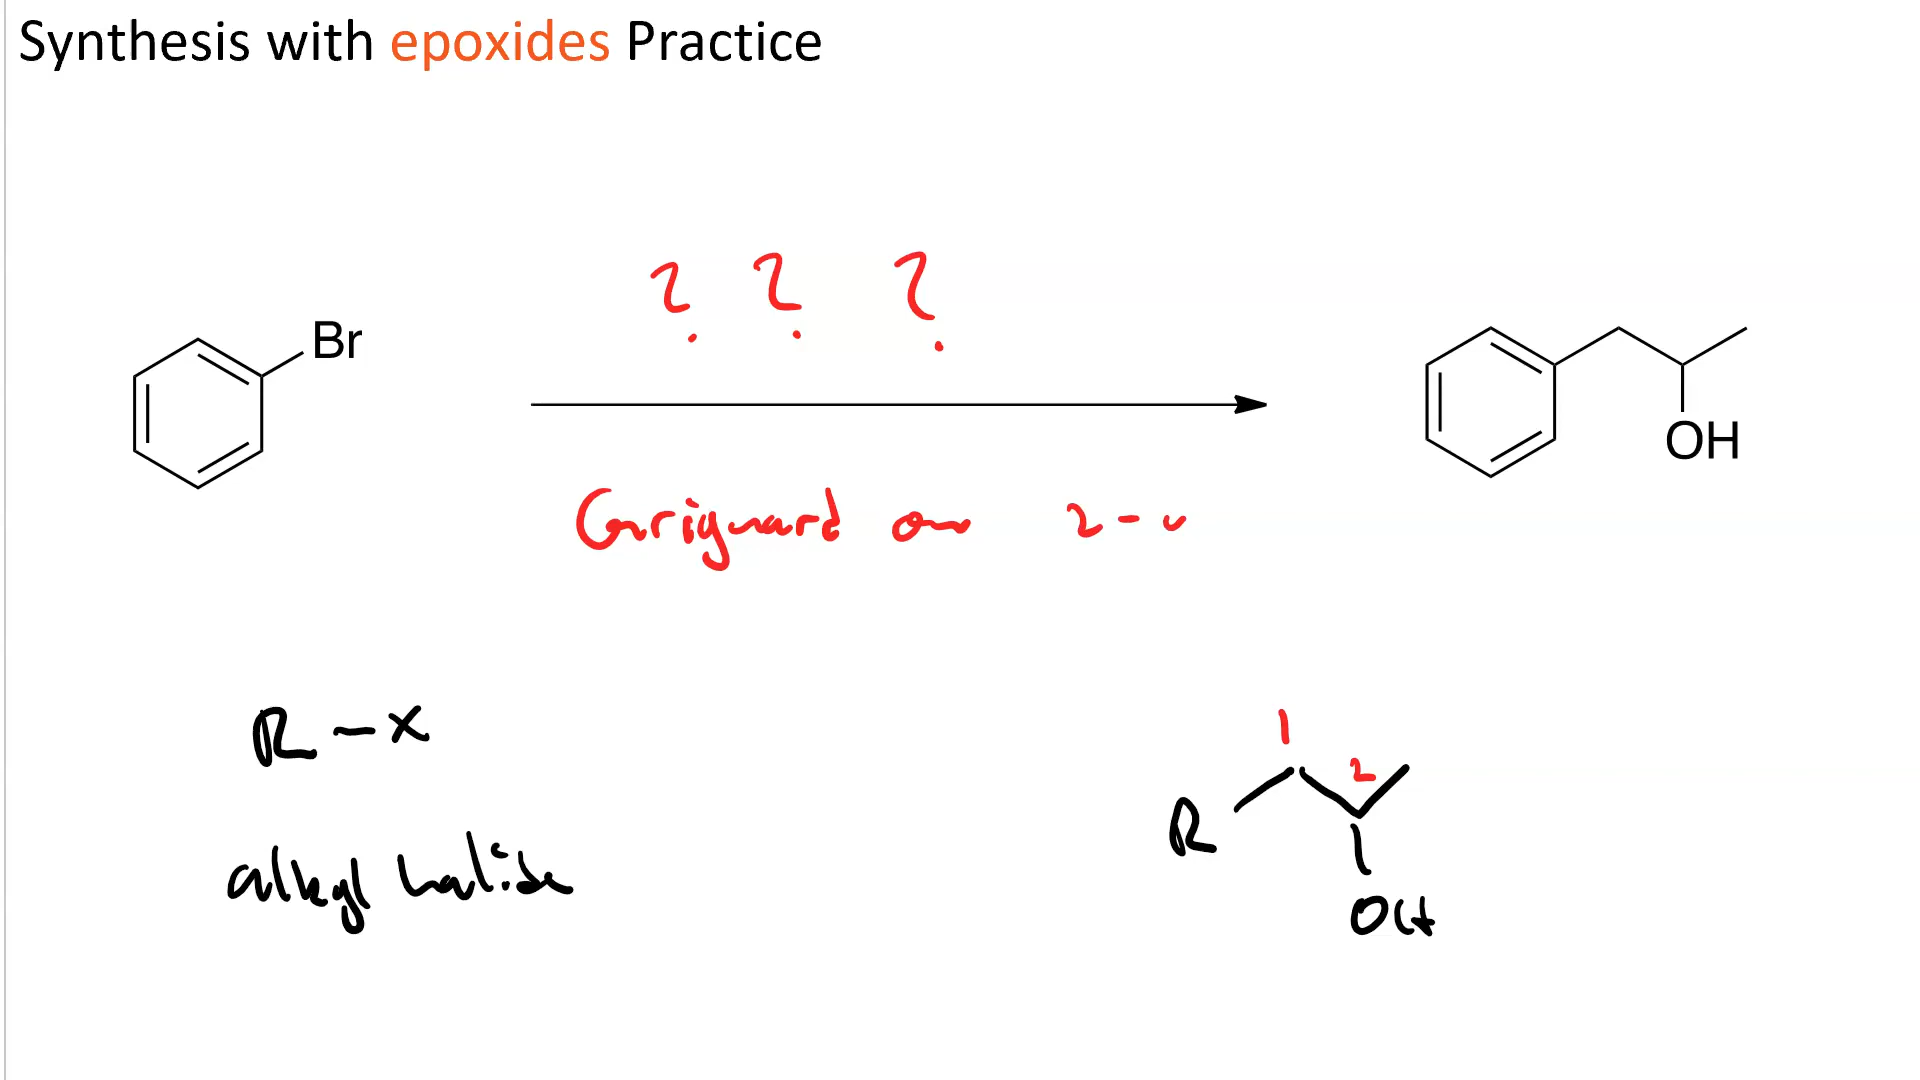 Synthesis with epoxides Practice
? ? ?
Br
OH
Grignard on 2-
R-X
1
2
R
alkyl halide
OH